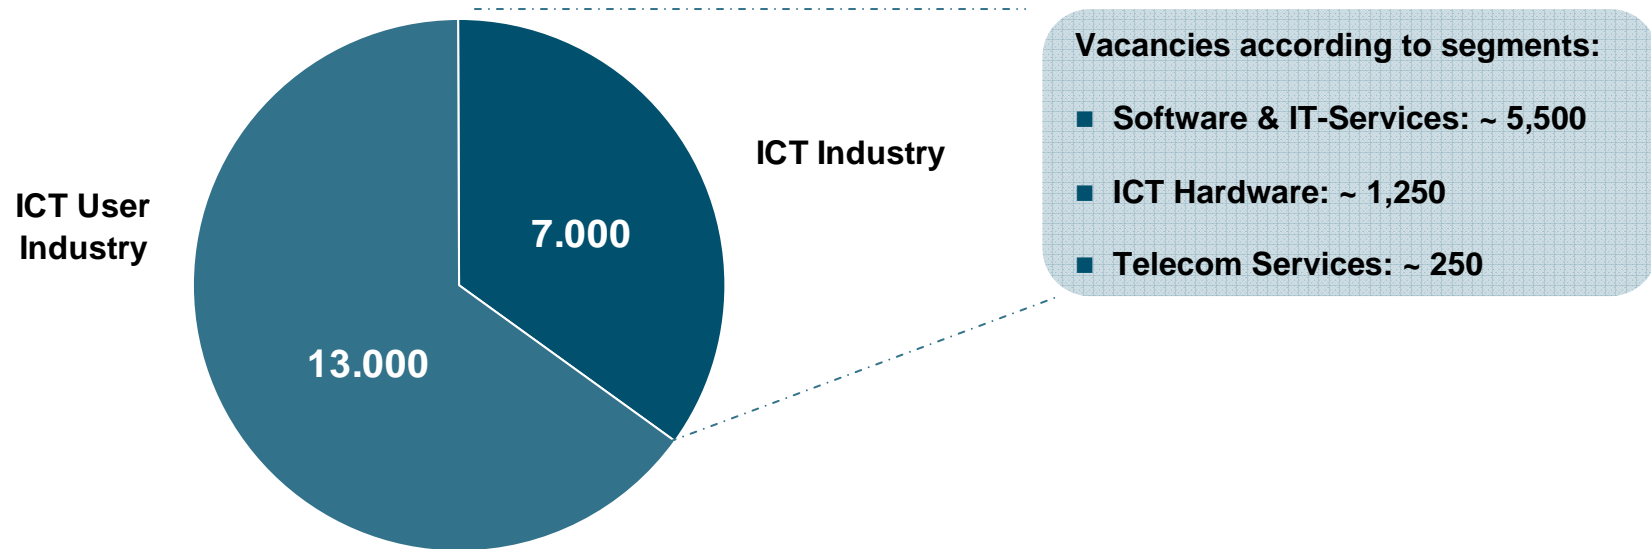 ICT User
Industry
13.000
7.000
ICT Industry
Vacancies according to segments:
Software & IT-Services: ~ 5,500
ICT Hardware: ~ 1,250
Telecom Services: ~ 250